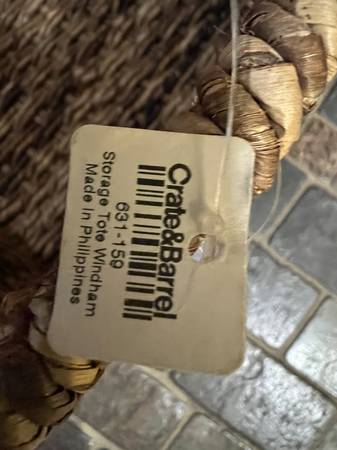 Crate&Barrel
631-159
Storage Tote Windham
Made in Philippines